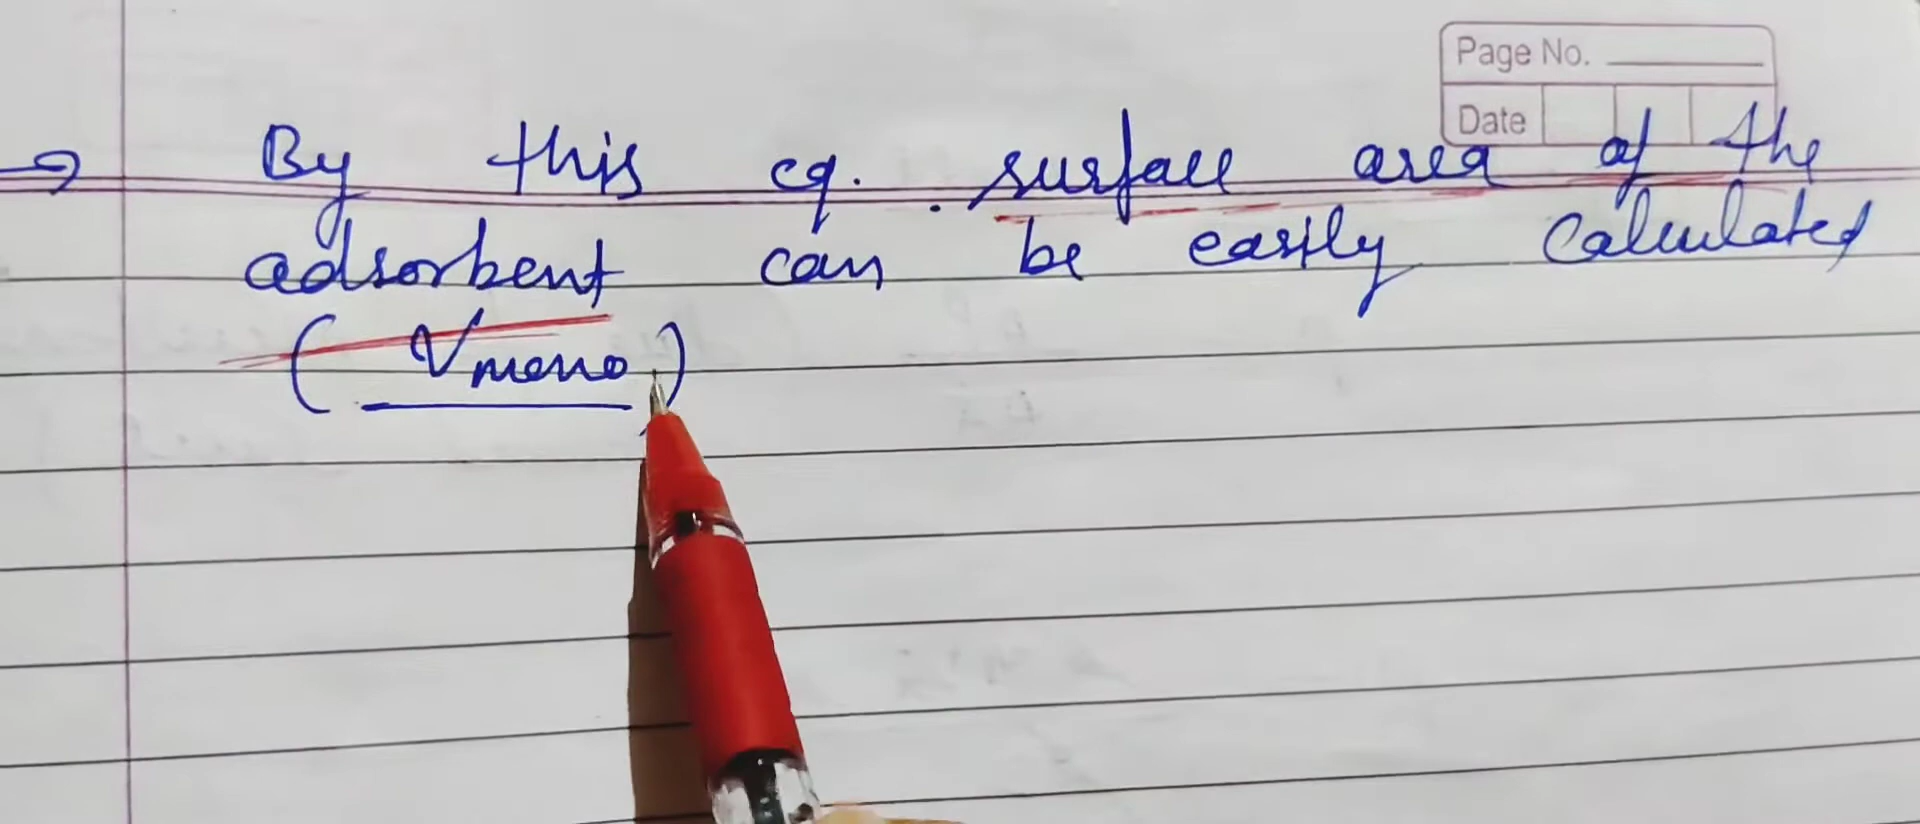 Page No.
Date
→ By this eq. surface area of the
adsorbent can be easily calculated
(Vmono)